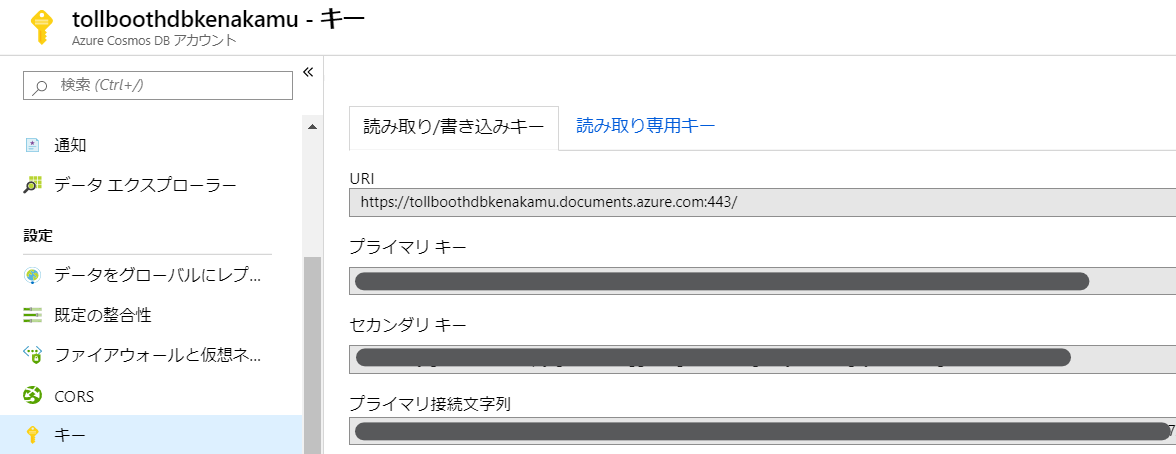 tollboothdbkenakamu - キー
Azure Cosmos DB アカウント
検索 (Ctrl+/)
«
通知
データ エクスプローラー
設定
データをグローバルにレプ...
既定の整合性
ファイアウォールと仮想ネ...
CORS
キー
読み取り/書き込みキー
読み取り専用キー
URI
https://tollboothdbkenakamu.documents.azure.com:443/
プライマリ キー
セカンダリ キー
プライマリ接続文字列